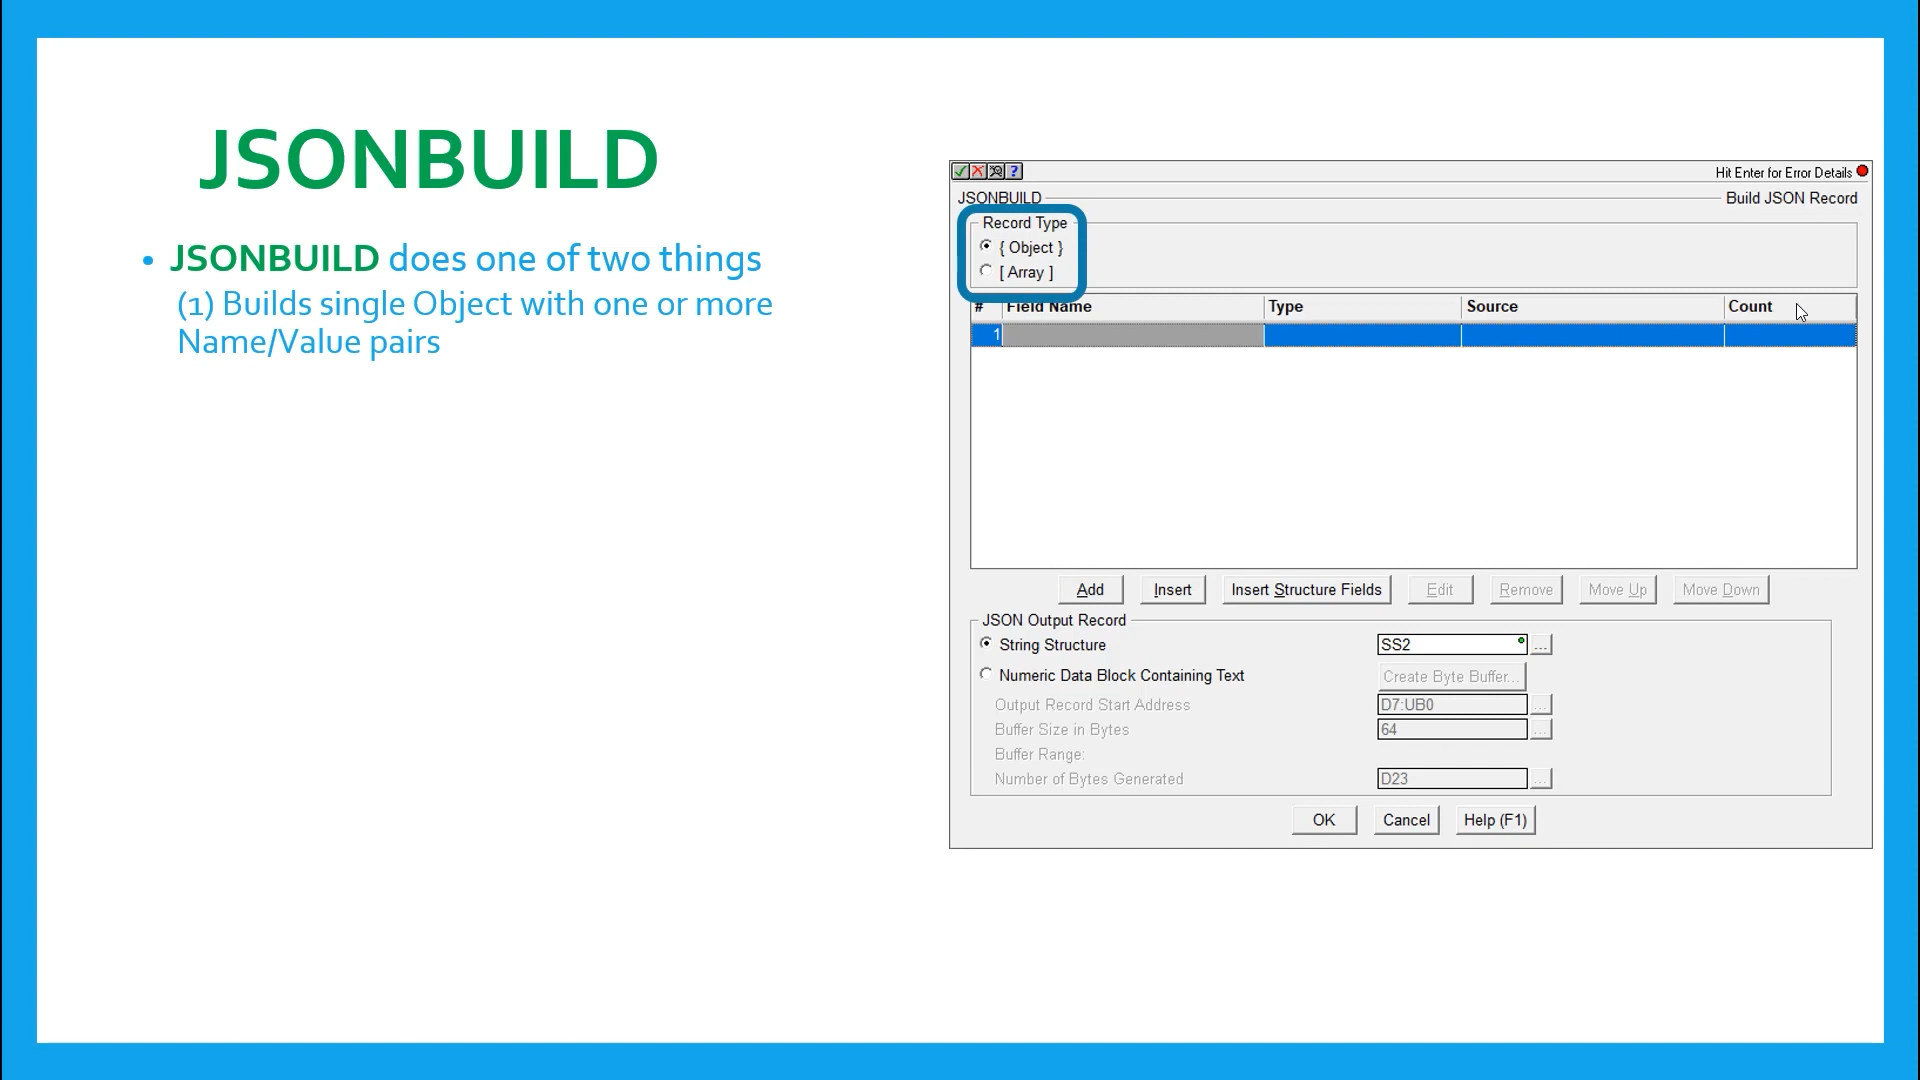 JSONBUILD
• JSONBUILD does one of two things
(1) Builds single Object with one or more
Name/Value pairs
? Hit Enter for Error Details
JSONBUILD Build JSON Record
Record Type
{ Object }
[ Array ]
# Field Name Type Source Count
1
Add Insert Insert Structure Fields Edit Remove Move Up Move Down
JSON Output Record
String Structure SS2 ...
Numeric Data Block Containing Text Create Byte Buffer...
Output Record Start Address D7:UB0 ...
Buffer Size in Bytes 64 ...
Buffer Range:
Number of Bytes Generated D23 ...
OK Cancel Help (F1)